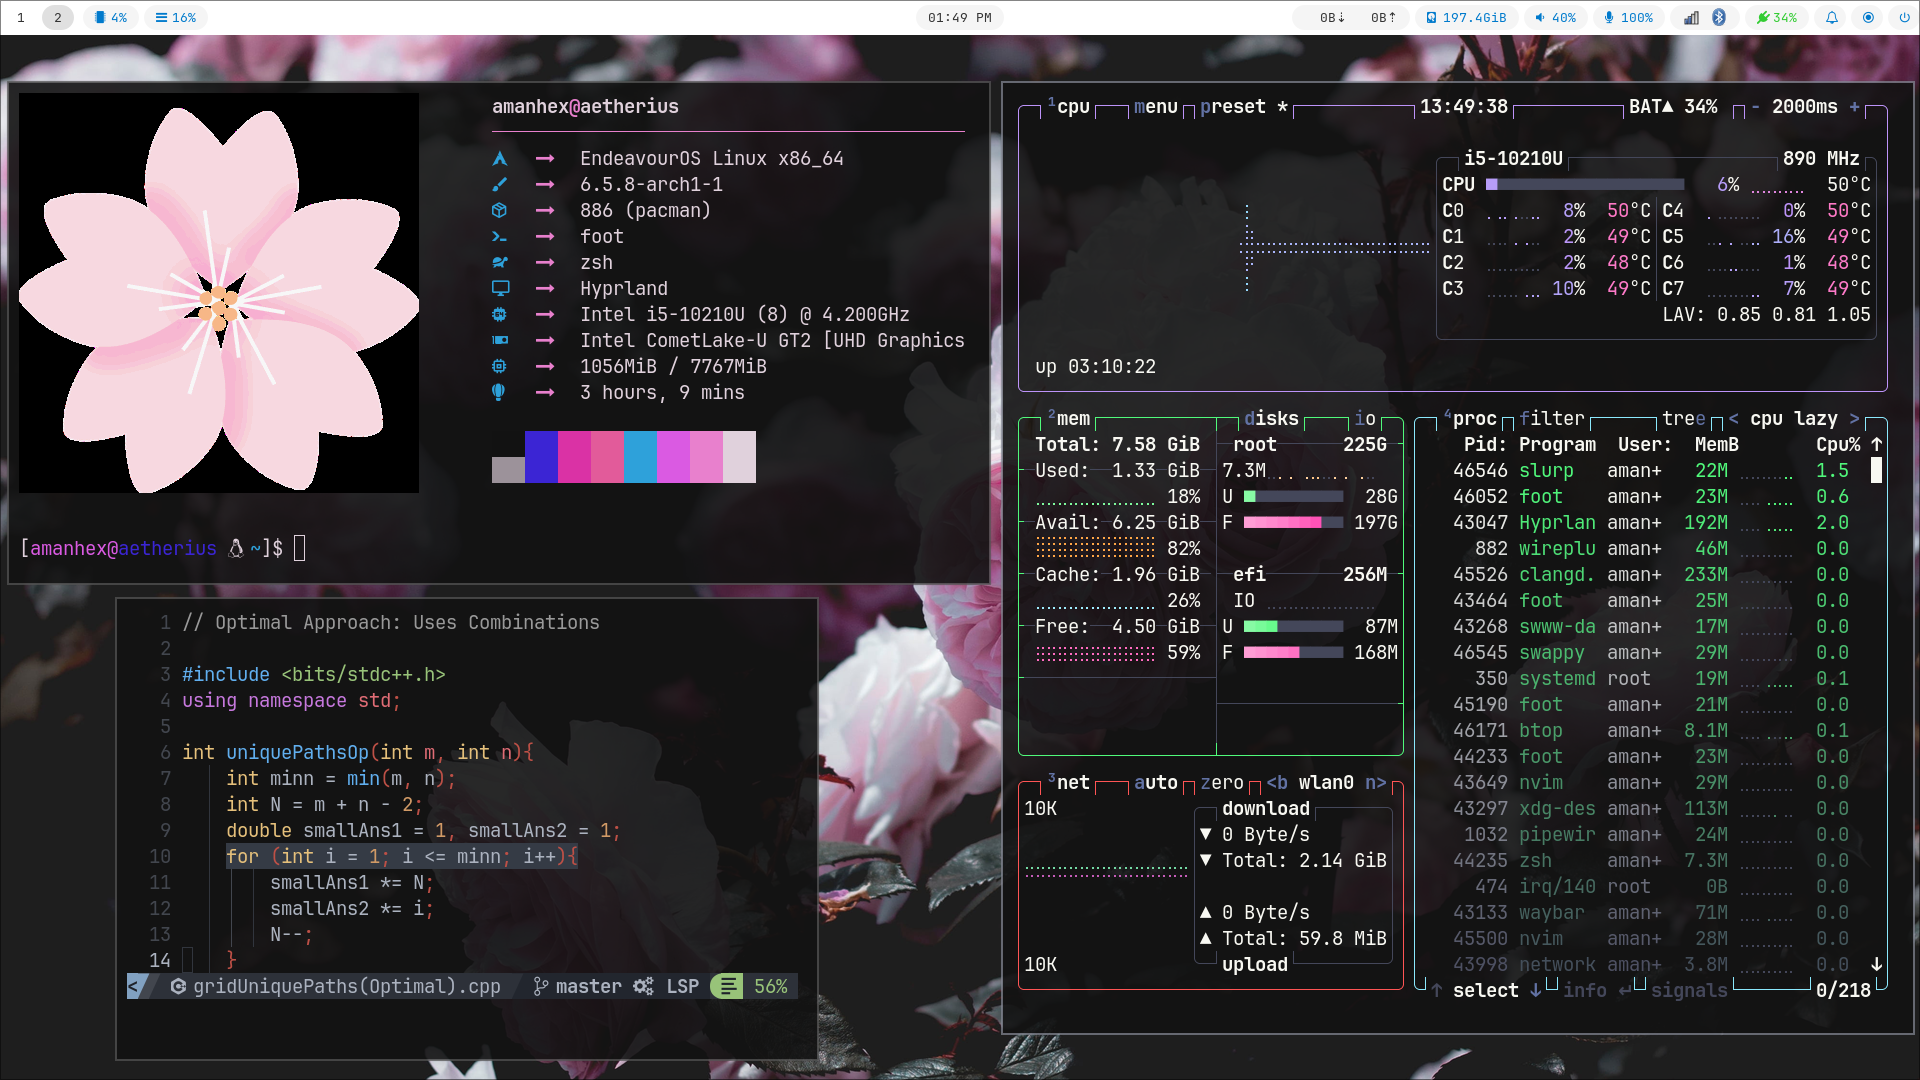 1 2 4% 16% 01:49 PM 0B↓ 0B↑ 197.4GiB 40% 100% 34%
amanhex@aetherius
→ EndeavourOS Linux x86_64
→ 6.5.8-arch1-1
→ 886 (pacman)
→ foot
→ zsh
→ Hyprland
→ Intel i5-10210U (8) @ 4.200GHz
→ Intel CometLake-U GT2 [UHD Graphics
→ 1056MiB / 7767MiB
→ 3 hours, 9 mins
[amanhex@aetherius ~]$
1 // Optimal Approach: Uses Combinations
2
3 #include <bits/stdc++.h>
4 using namespace std;
5
6 int uniquePathsOp(int m, int n){
7 int minn = min(m, n);
8 int N = m + n - 2;
9 double smallAns1 = 1, smallAns2 = 1;
10 for (int i = 1; i <= minn; i++){
11 smallAns1 *= N;
12 smallAns2 *= i;
13 N--;
14 }
< gridUniquePaths(Optimal).cpp master LSP 56%
1cpu menu preset * 13:49:38 BAT▲ 34% - 2000ms +
i5-10210U 890 MHz
CPU 6% 50°C
C0 8% 50°C C4 0% 50°C
C1 2% 49°C C5 16% 49°C
C2 2% 48°C C6 1% 48°C
C3 10% 49°C C7 7% 49°C
LAV: 0.85 0.81 1.05
up 03:10:22
2mem disks io
Total: 7.58 GiB root 225G
Used: 1.33 GiB 7.3M
18% U 28G
Avail: 6.25 GiB F 197G
82%
Cache: 1.96 GiB efi 256M
26% IO
Free: 4.50 GiB U 87M
59% F 168M
3net auto zero <b wlan0 n>
10K download
▼ 0 Byte/s
▼ Total: 2.14 GiB
▲ 0 Byte/s
▲ Total: 59.8 MiB
10K upload
4proc filter tree < cpu lazy >
Pid: Program User: MemB Cpu% ↑
46546 slurp aman+ 22M 1.5
46052 foot aman+ 23M 0.6
43047 Hyprlan aman+ 192M 2.0
882 wireplu aman+ 46M 0.0
45526 clangd. aman+ 233M 0.0
43464 foot aman+ 25M 0.0
43268 swww-da aman+ 17M 0.0
46545 swappy aman+ 29M 0.0
350 systemd root 19M 0.1
45190 foot aman+ 21M 0.0
46171 btop aman+ 8.1M 0.1
44233 foot aman+ 23M 0.0
43649 nvim aman+ 29M 0.0
43297 xdg-des aman+ 113M 0.0
1032 pipewir aman+ 24M 0.0
44235 zsh aman+ 7.3M 0.0
474 irq/140 root 0B 0.0
43133 waybar aman+ 71M 0.0
45500 nvim aman+ 28M 0.0
43998 network aman+ 3.8M 0.0 ↓
↑ select ↓ info ↵ signals 0/218